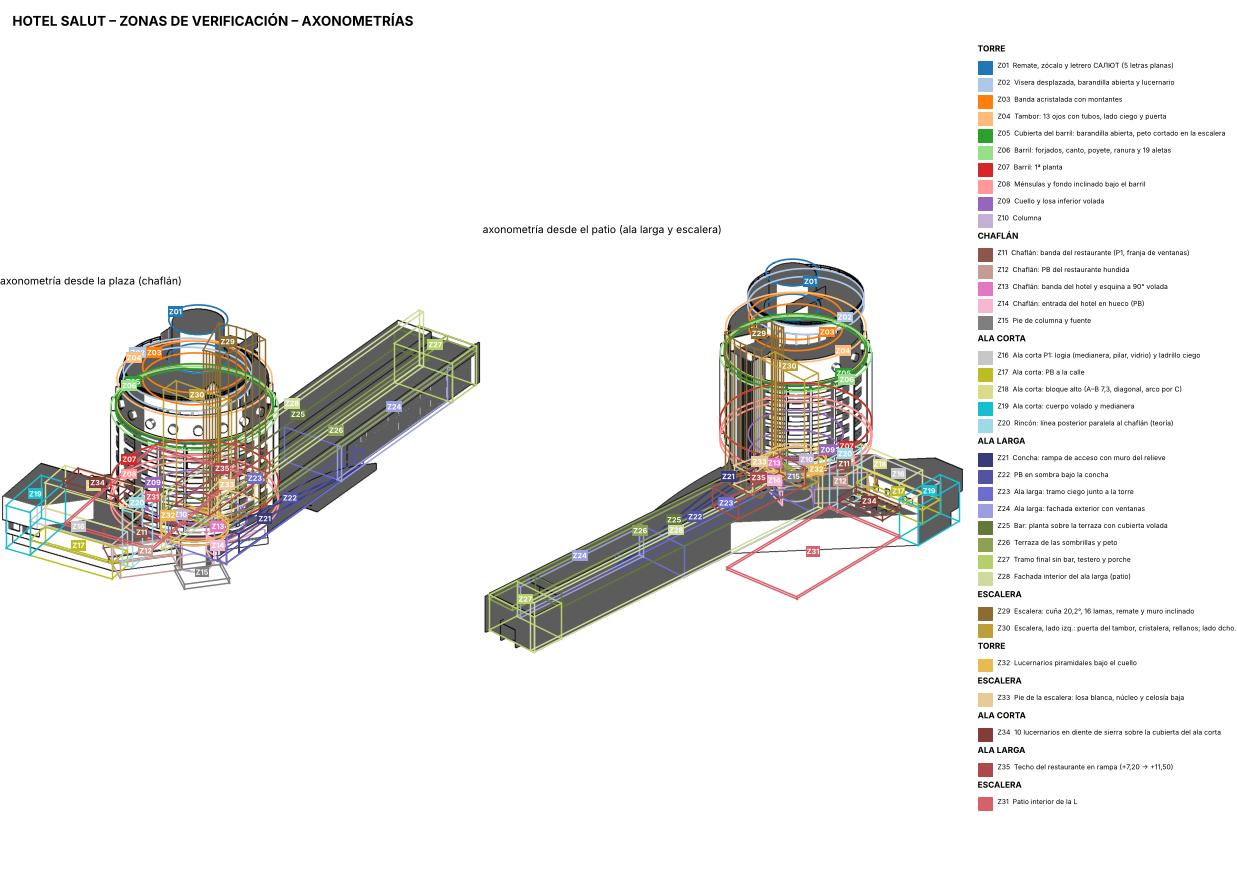 HOTEL SALUT – ZONAS DE VERIFICACIÓN – AXONOMETRÍAS
axonometría desde la plaza (chaflán)
axonometría desde el patio (ala larga y escalera)
TORRE
Z01 Remate, zócalo y letrero САЛЮТ (5 letras planas)
Z02 Visera desplazada, barandilla abierta y lucernario
Z03 Banda acristalada con montantes
Z04 Tambor: 13 ojos con tubos, lado ciego y puerta
Z05 Cubierta del barril: barandilla abierta, peto cortado en la escalera
Z06 Barril: forjados, canto, poyete, ranura y 19 aletas
Z07 Barril: 1ª planta
Z08 Ménsulas y fondo inclinado bajo el barril
Z09 Cuello y losa inferior volada
Z10 Columna
CHAFLÁN
Z11 Chaflán: banda del restaurante (P1, franja de ventanas)
Z12 Chaflán: PB del restaurante hundida
Z13 Chaflán: banda del hotel y esquina a 90° volada
Z14 Chaflán: entrada del hotel en hueco (PB)
Z15 Pie de columna y fuente
ALA CORTA
Z16 Ala corta P1: logia (medianera, pilar, vidrio) y ladrillo ciego
Z17 Ala corta: PB a la calle
Z18 Ala corta: bloque alto (A–B 7,3, diagonal, arco por C)
Z19 Ala corta: cuerpo volado y medianera
Z20 Rincón: línea posterior paralela al chaflán (teoría)
ALA LARGA
Z21 Concha: rampa de acceso con muro del relieve
Z22 PB en sombra bajo la concha
Z23 Ala larga: tramo ciego junto a la torre
Z24 Ala larga: fachada exterior con ventanas
Z25 Bar: planta sobre la terraza con cubierta volada
Z26 Terraza de las sombrillas y peto
Z27 Tramo final sin bar, testero y porche
Z28 Fachada interior del ala larga (patio)
ESCALERA
Z29 Escalera: cuña 20,2°, 16 lamas, remate y muro inclinado
Z30 Escalera, lado izq.: puerta del tambor, cristalera, rellanos; lado dcho.
TORRE
Z32 Lucernarios piramidales bajo el cuello
ESCALERA
Z33 Pie de la escalera: losa blanca, núcleo y celosía baja
ALA CORTA
Z34 10 lucernarios en diente de sierra sobre la cubierta del ala corta
ALA LARGA
Z35 Techo del restaurante en rampa (+7,20 → +11,50)
ESCALERA
Z31 Patio interior de la L